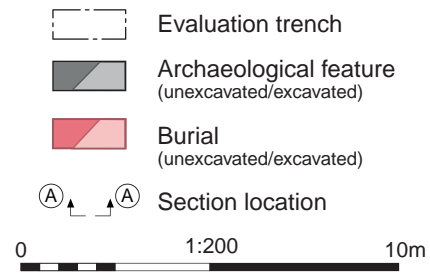 Evaluation trench
Archaeological feature
(unexcavated/excavated)
Burial
(unexcavated/excavated)
A A Section location
0 1:200 10m